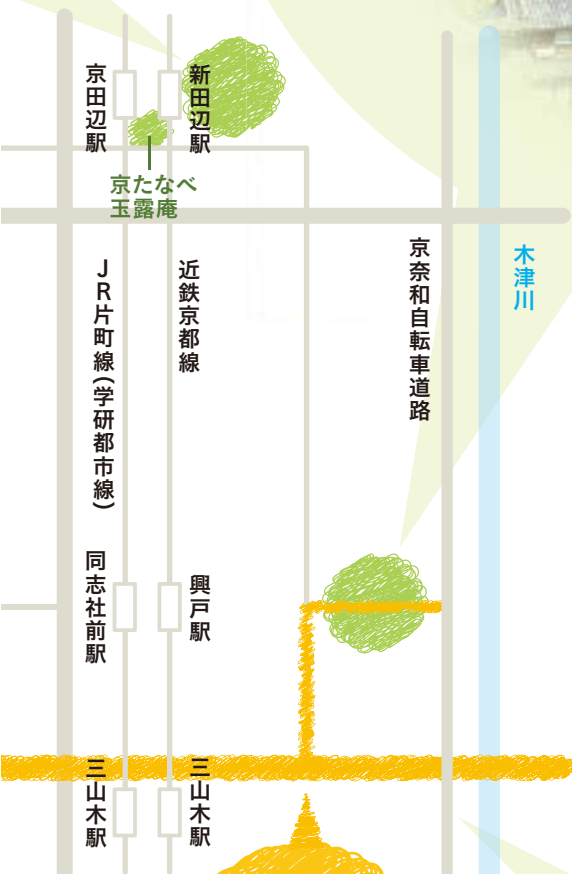 京田辺駅
新田辺駅
京たなべ
玉露庵
JR片町線(学研都市線)
近鉄京都線
京奈和自転車道路
木津川
同志社前駅
興戸駅
三山木駅
三山木駅